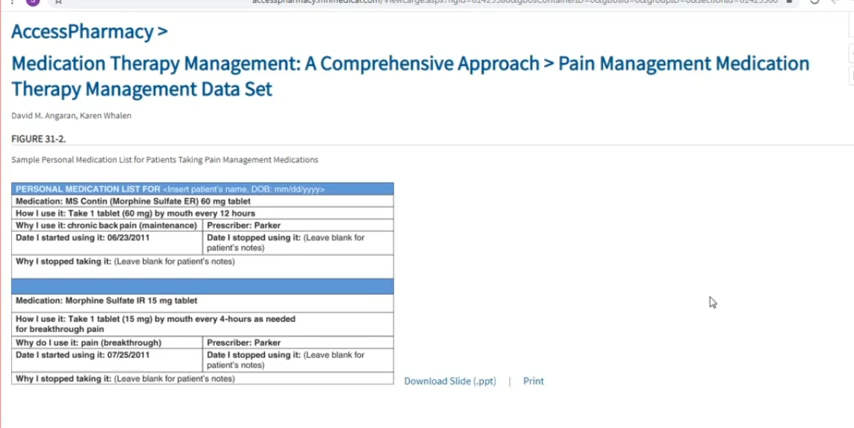 AccessPharmacy >
Medication Therapy Management: A Comprehensive Approach > Pain Management Medication
Therapy Management Data Set
David M. Angaran, Karen Whalen
FIGURE 31-2.
Sample Personal Medication List for Patients Taking Pain Management Medications
PERSONAL MEDICATION LIST FOR <Insert patient's name, DOB: mm/dd/yyyy>
Medication: MS Contin (Morphine Sulfate ER) 60 mg tablet
How I use it: Take 1 tablet (60 mg) by mouth every 12 hours
Why I use it: chronic back pain (maintenance) Prescriber: Parker
Date I started using it: 06/23/2011 Date I stopped using it: (Leave blank for
patient's notes)
Why I stopped taking it: (Leave blank for patient's notes)
Medication: Morphine Sulfate IR 15 mg tablet
How I use it: Take 1 tablet (15 mg) by mouth every 4-hours as needed
for breakthrough pain
Why do I use it: pain (breakthrough) Prescriber: Parker
Date I started using it: 07/25/2011 Date I stopped using it: (Leave blank for
patient's notes)
Why I stopped taking it: (Leave blank for patient's notes)
Download Slide (.ppt) | Print